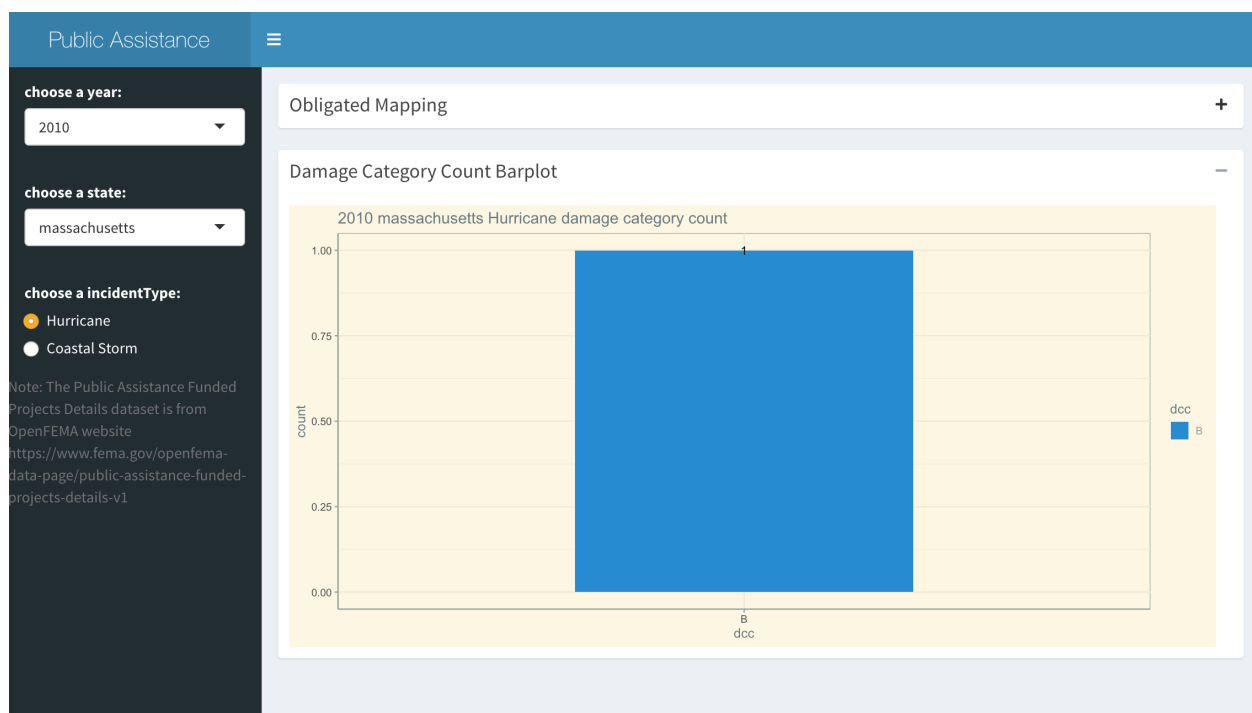 Public Assistance
choose a year:
2010
choose a state:
massachusetts
choose a incidentType:
Hurricane
Coastal Storm
Note: The Public Assistance Funded
Projects Details dataset is from
OpenFEMA website
https://www.fema.gov/openfema-
data-page/public-assistance-funded-
projects-details-v1
Obligated Mapping
Damage Category Count Barplot
2010 massachusetts Hurricane damage category count
1
1.00
0.75
0.50
0.25
0.00
count
B
dcc
dcc
B